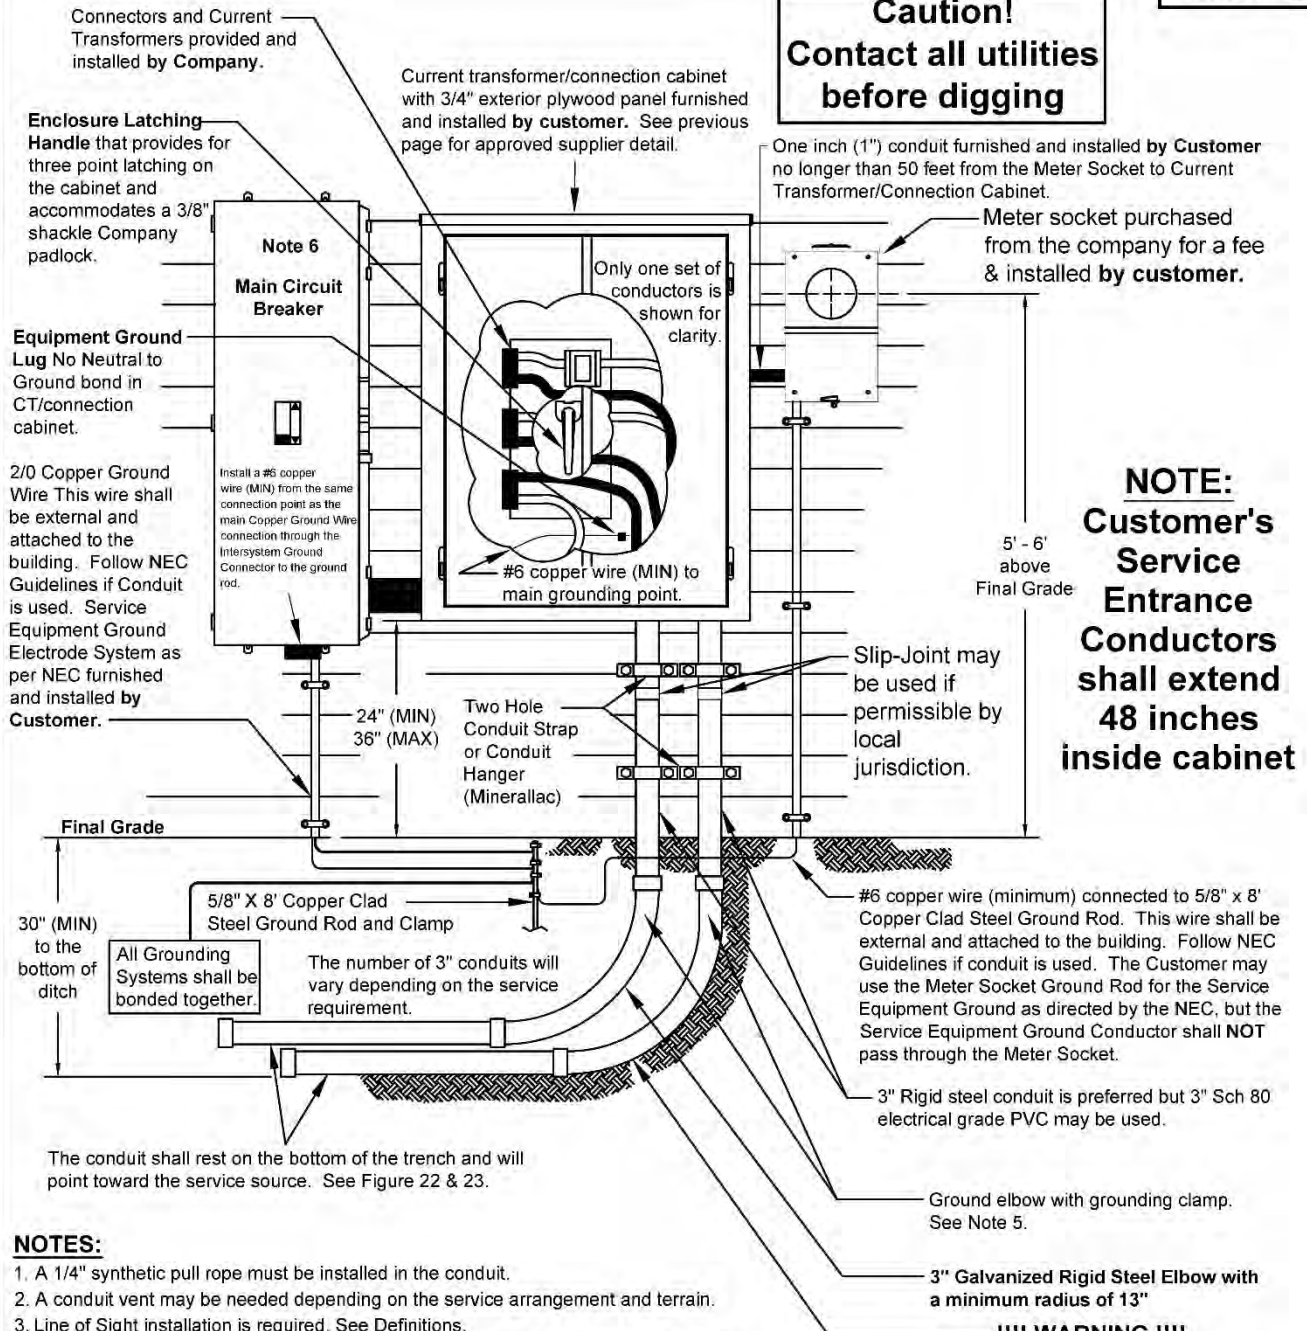 Connectors and Current
Transformers provided and
installed by Company.
Caution!
Contact all utilities
before digging
Current transformer/connection cabinet
with 3/4" exterior plywood panel furnished
and installed by customer. See previous
page for approved supplier detail.
Enclosure Latching
Handle that provides for
three point latching on
the cabinet and
accommodates a 3/8"
shackle Company
padlock.
One inch (1") conduit furnished and installed by Customer
no longer than 50 feet from the Meter Socket to Current
Transformer/Connection Cabinet.
Meter socket purchased
from the company for a fee
& installed by customer.
Note 6
Main Circuit
Breaker
Only one set of
conductors is
shown for
clarity.
Equipment Ground
Lug No Neutral to
Ground bond in
CT/connection
cabinet.
2/0 Copper Ground
Wire This wire shall
be external and
attached to the
building. Follow NEC
Guidelines if Conduit
is used. Service
Equipment Ground
Electrode System as
per NEC furnished
and installed by
Customer.
Install a #6 copper
wire (MIN) from the same
connection point as the
main Copper Ground Wire
connection through the
Intersystem Ground
Connector to the ground
rod.
#6 copper wire (MIN) to
main grounding point.
5' - 6'
above
Final Grade
NOTE:
Customer's
Service
Entrance
Conductors
shall extend
48 inches
inside cabinet
24" (MIN)
36" (MAX)
Two Hole
Conduit Strap
or Conduit
Hanger
(Minerallac)
Slip-Joint may
be used if
permissible by
local
jurisdiction.
Final Grade
30" (MIN)
to the
bottom of
ditch
5/8" X 8' Copper Clad
Steel Ground Rod and Clamp
All Grounding
Systems shall be
bonded together.
The number of 3" conduits will
vary depending on the service
requirement.
#6 copper wire (minimum) connected to 5/8" x 8'
Copper Clad Steel Ground Rod. This wire shall be
external and attached to the building. Follow NEC
Guidelines if conduit is used. The Customer may
use the Meter Socket Ground Rod for the Service
Equipment Ground as directed by the NEC, but the
Service Equipment Ground Conductor shall NOT
pass through the Meter Socket.
3" Rigid steel conduit is preferred but 3" Sch 80
electrical grade PVC may be used.
The conduit shall rest on the bottom of the trench and will
point toward the service source. See Figure 22 & 23.
Ground elbow with grounding clamp.
See Note 5.
3" Galvanized Rigid Steel Elbow with
a minimum radius of 13"
NOTES:
1. A 1/4" synthetic pull rope must be installed in the conduit.
2. A conduit vent may be needed depending on the service arrangement and terrain.
3. Line of Sight installation is required. See Definitions.
!!!! WARNING !!!!